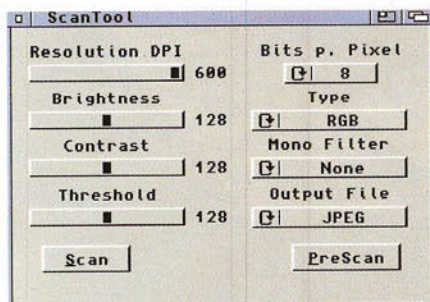 ScanTool
Resolution DPI
600
Brightness
128
Contrast
128
Threshold
128
Scan
Bits p. Pixel
8
Type
RGB
Mono Filter
None
Output File
JPEG
PreScan